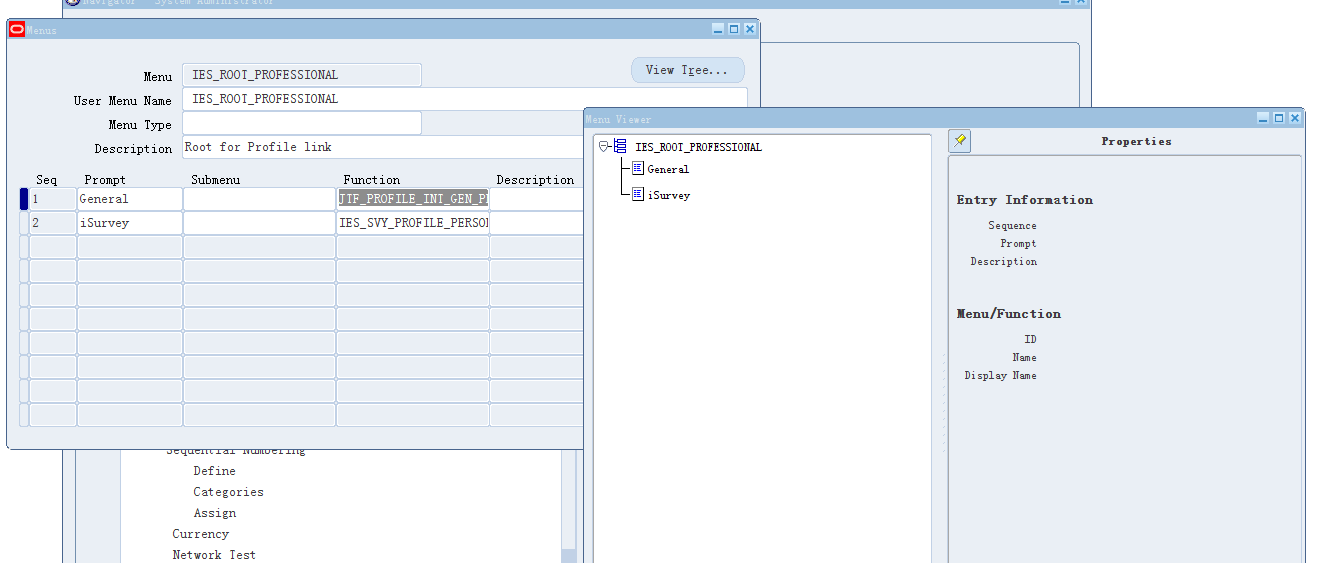 Navigator - System Administrator
Menus
Menu IES_ROOT_PROFESSIONAL
View Tree...
User Menu Name IES_ROOT_PROFESSIONAL
Menu Type
Description Root for Profile link
Seq Prompt Submenu Function Description
1 General JTF_PROFILE_INT_GEN_P
2 iSurvey IES_SVY_PROFILE_PERSO
Sequential Numbering
Define
Categories
Assign
Currency
Network Test
Menu Viewer
IES_ROOT_PROFESSIONAL
General
iSurvey
Properties
Entry Information
Sequence
Prompt
Description
Menu/Function
ID
Name
Display Name